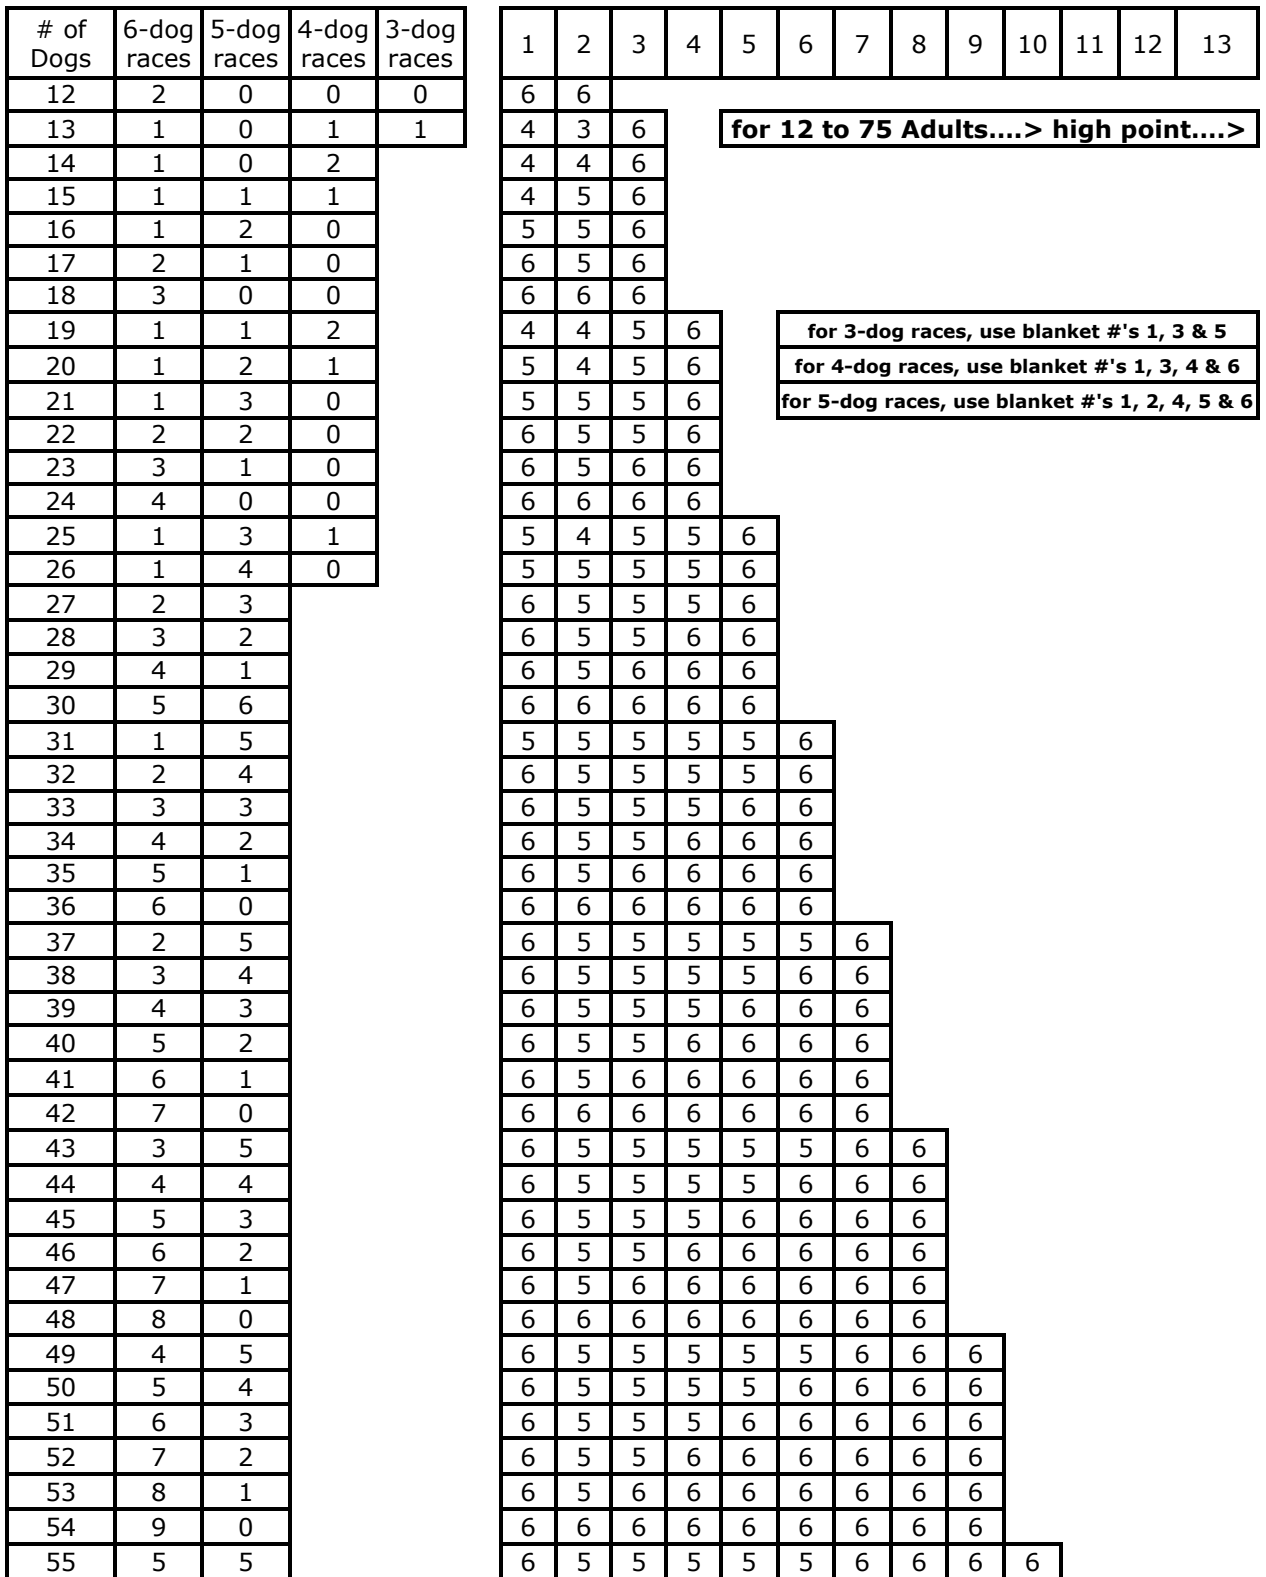 # of Dogs 6-dog races 5-dog races 4-dog races 3-dog races 1 2 3 4 5 6 7 8 9 10 11 12 13
12 2 0 0 0 6 6
13 1 0 1 1 4 3 6 for 12 to 75 Adults....> high point....>
14 1 0 2 4 4 6
15 1 1 1 4 5 6
16 1 2 0 5 5 6
17 2 1 0 6 5 6
18 3 0 0 6 6 6
19 1 1 2 4 4 5 6 for 3-dog races, use blanket #'s 1, 3 & 5
20 1 2 1 5 4 5 6 for 4-dog races, use blanket #'s 1, 3, 4 & 6
21 1 3 0 5 5 5 6 for 5-dog races, use blanket #'s 1, 2, 4, 5 & 6
22 2 2 0 6 5 5 6
23 3 1 0 6 5 6 6
24 4 0 0 6 6 6 6
25 1 3 1 5 4 5 5 6
26 1 4 0 5 5 5 5 6
27 2 3 6 5 5 5 6
28 3 2 6 5 5 6 6
29 4 1 6 5 6 6 6
30 5 6 6 6 6 6 6
31 1 5 5 5 5 5 5 6
32 2 4 6 5 5 5 5 6
33 3 3 6 5 5 5 6 6
34 4 2 6 5 5 6 6 6
35 5 1 6 5 6 6 6 6
36 6 0 6 6 6 6 6 6
37 2 5 6 5 5 5 5 5 6
38 3 4 6 5 5 5 5 6 6
39 4 3 6 5 5 5 6 6 6
40 5 2 6 5 5 6 6 6 6
41 6 1 6 5 6 6 6 6 6
42 7 0 6 6 6 6 6 6 6
43 3 5 6 5 5 5 5 5 6 6
44 4 4 6 5 5 5 5 6 6 6
45 5 3 6 5 5 5 6 6 6 6
46 6 2 6 5 5 6 6 6 6 6
47 7 1 6 5 6 6 6 6 6 6
48 8 0 6 6 6 6 6 6 6 6
49 4 5 6 5 5 5 5 5 6 6 6
50 5 4 6 5 5 5 5 6 6 6 6
51 6 3 6 5 5 5 6 6 6 6 6
52 7 2 6 5 5 6 6 6 6 6 6
53 8 1 6 5 6 6 6 6 6 6 6
54 9 0 6 6 6 6 6 6 6 6 6
55 5 5 6 5 5 5 5 5 6 6 6 6